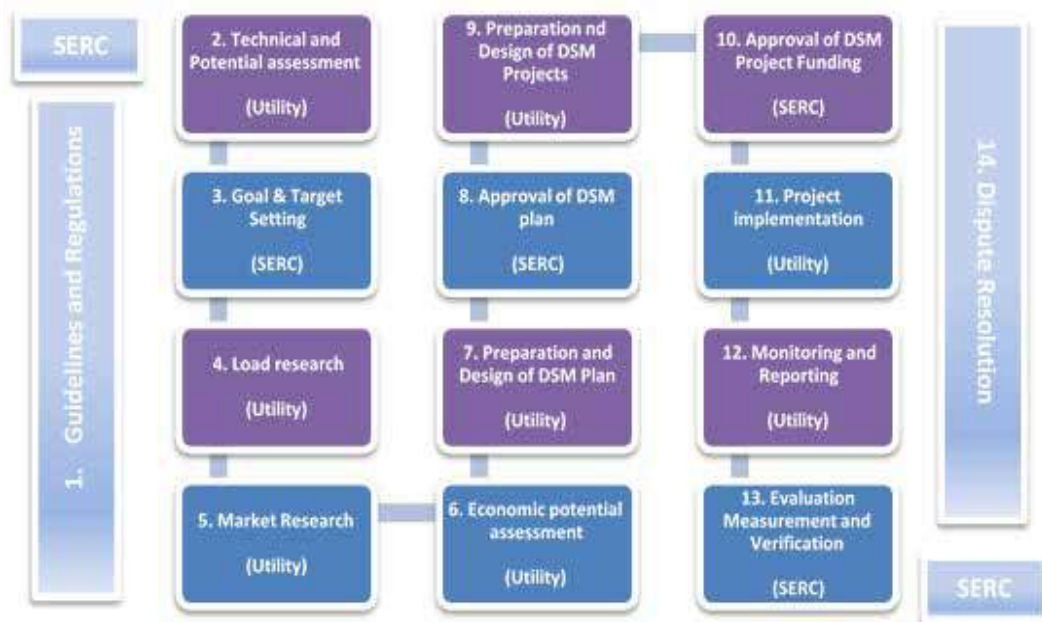 SERC
1. Guidelines and Regulations
2. Technical and
Potential assessment
(Utility)
3. Goal & Target
Setting
(SERC)
4. Load research
(Utility)
5. Market Research
(Utility)
6. Economic potential
assessment
(Utility)
7. Preparation and
Design of DSM Plan
(Utility)
8. Approval of DSM
plan
(SERC)
9. Preparation nd
Design of DSM
Projects
(Utility)
10. Approval of DSM
Project Funding
(SERC)
11. Project
implementation
(Utility)
12. Monitoring and
Reporting
(Utility)
13. Evaluation
Measurement and
Verification
(SERC)
14. Dispute Resolution
SERC